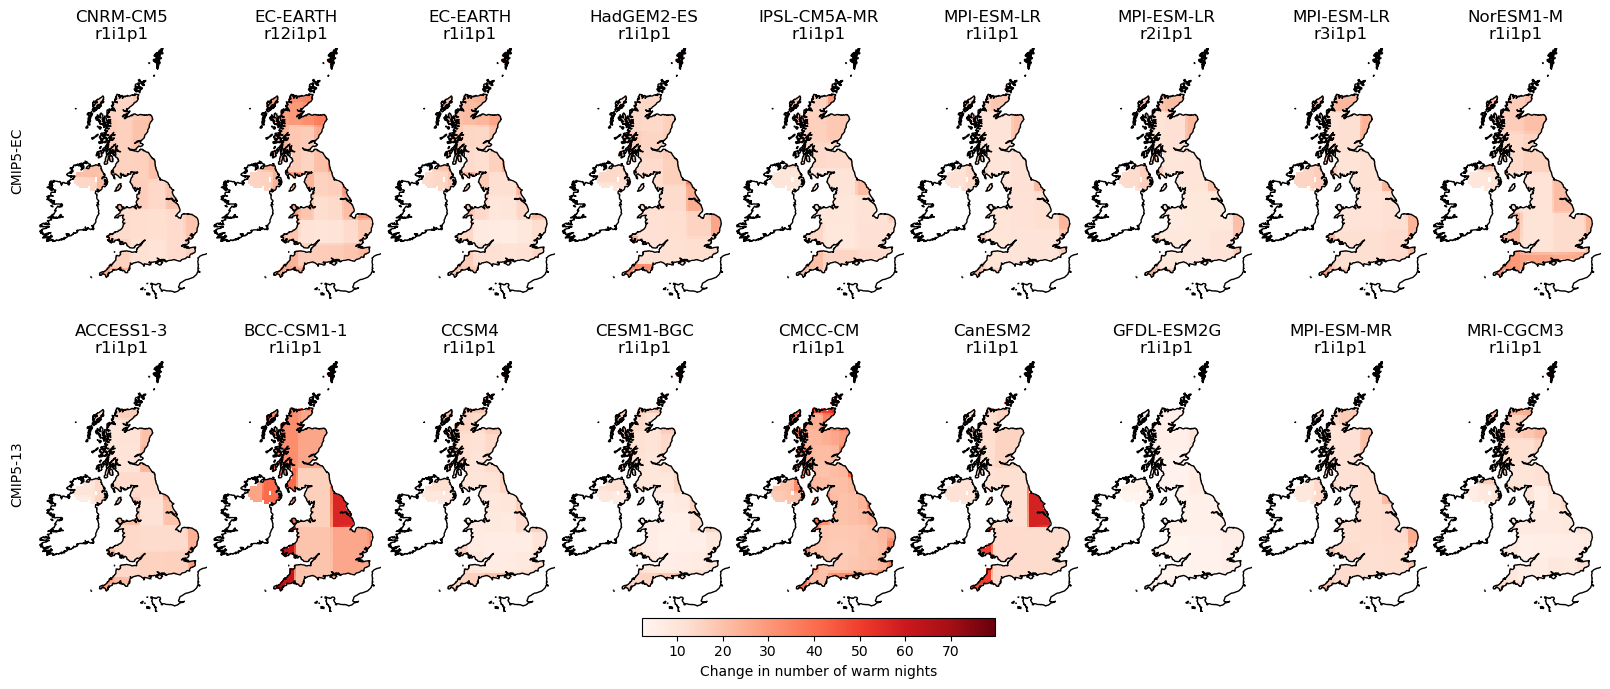 CNRM-CM5
r1i1p1
EC-EARTH
r12i1p1
EC-EARTH
r1i1p1
HadGEM2-ES
r1i1p1
IPSL-CM5A-MR
r1i1p1
MPI-ESM-LR
r1i1p1
MPI-ESM-LR
r2i1p1
MPI-ESM-LR
r3i1p1
NorESM1-M
r1i1p1
CMIP5-EC
ACCESS1-3
r1i1p1
BCC-CSM1-1
r1i1p1
CCSM4
r1i1p1
CESM1-BGC
r1i1p1
CMCC-CM
r1i1p1
CanESM2
r1i1p1
GFDL-ESM2G
r1i1p1
MPI-ESM-MR
r1i1p1
MRI-CGCM3
r1i1p1
CMIP5-13
10 20 30 40 50 60 70
Change in number of warm nights